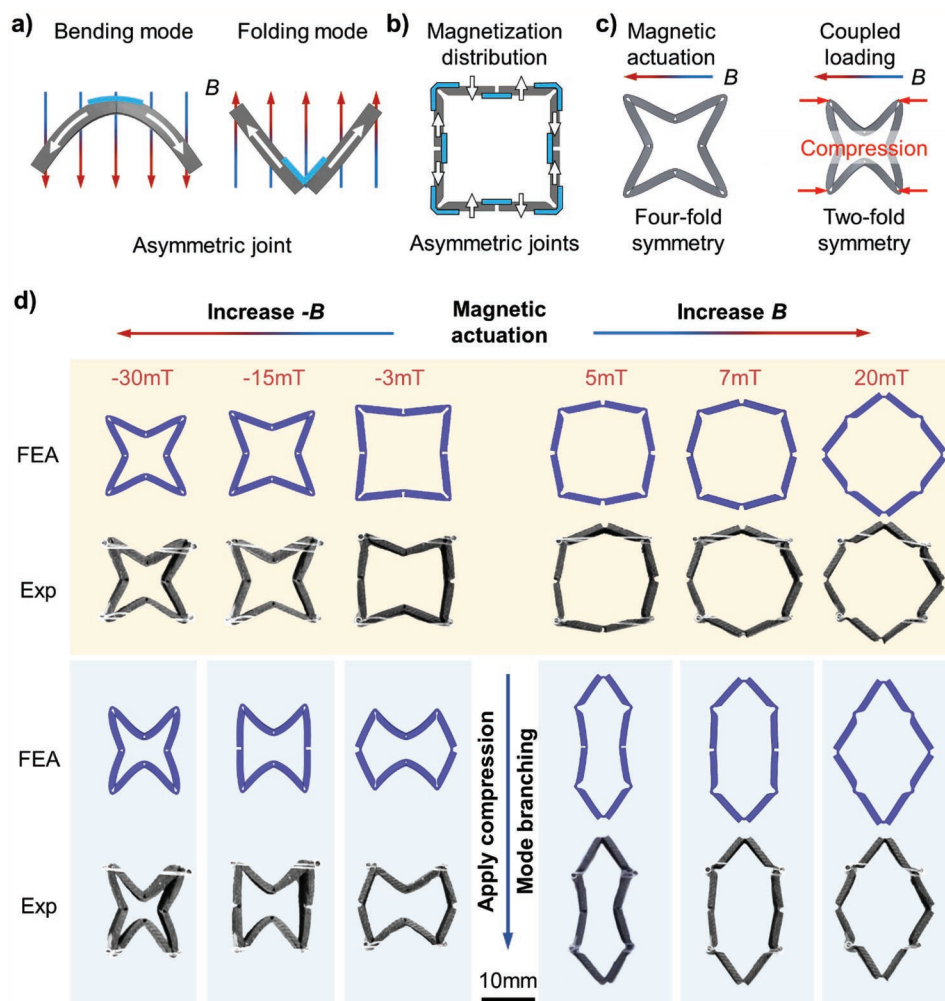 a)
Bending mode
Folding mode
B
Asymmetric joint
b)
Magnetization
distribution
Asymmetric joints
c)
Magnetic
actuation
B
Four-fold
symmetry
Coupled
loading
B
Compression
Two-fold
symmetry
d)
Increase -B
Magnetic
actuation
Increase B
-30mT
-15mT
-3mT
5mT
7mT
20mT
FEA
Exp
FEA
Exp
Apply compression
Mode branching
10mm